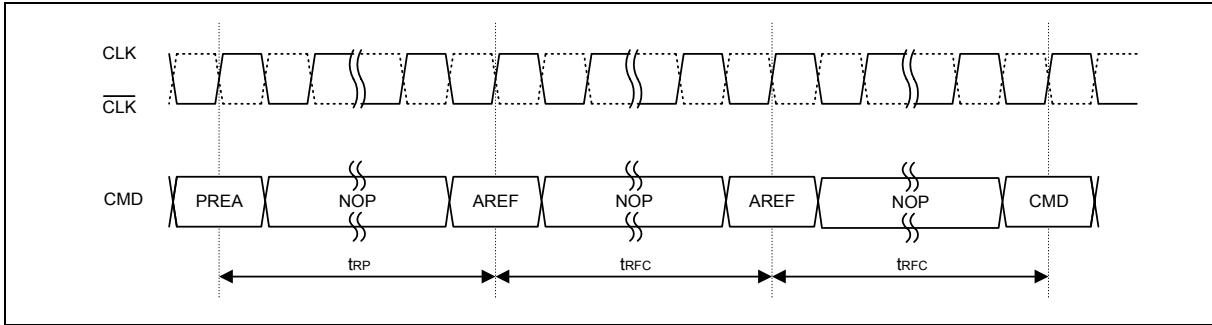 CLK
CLK
CMD
PREA NOP AREF NOP AREF NOP CMD
tRP tRFC tRFC